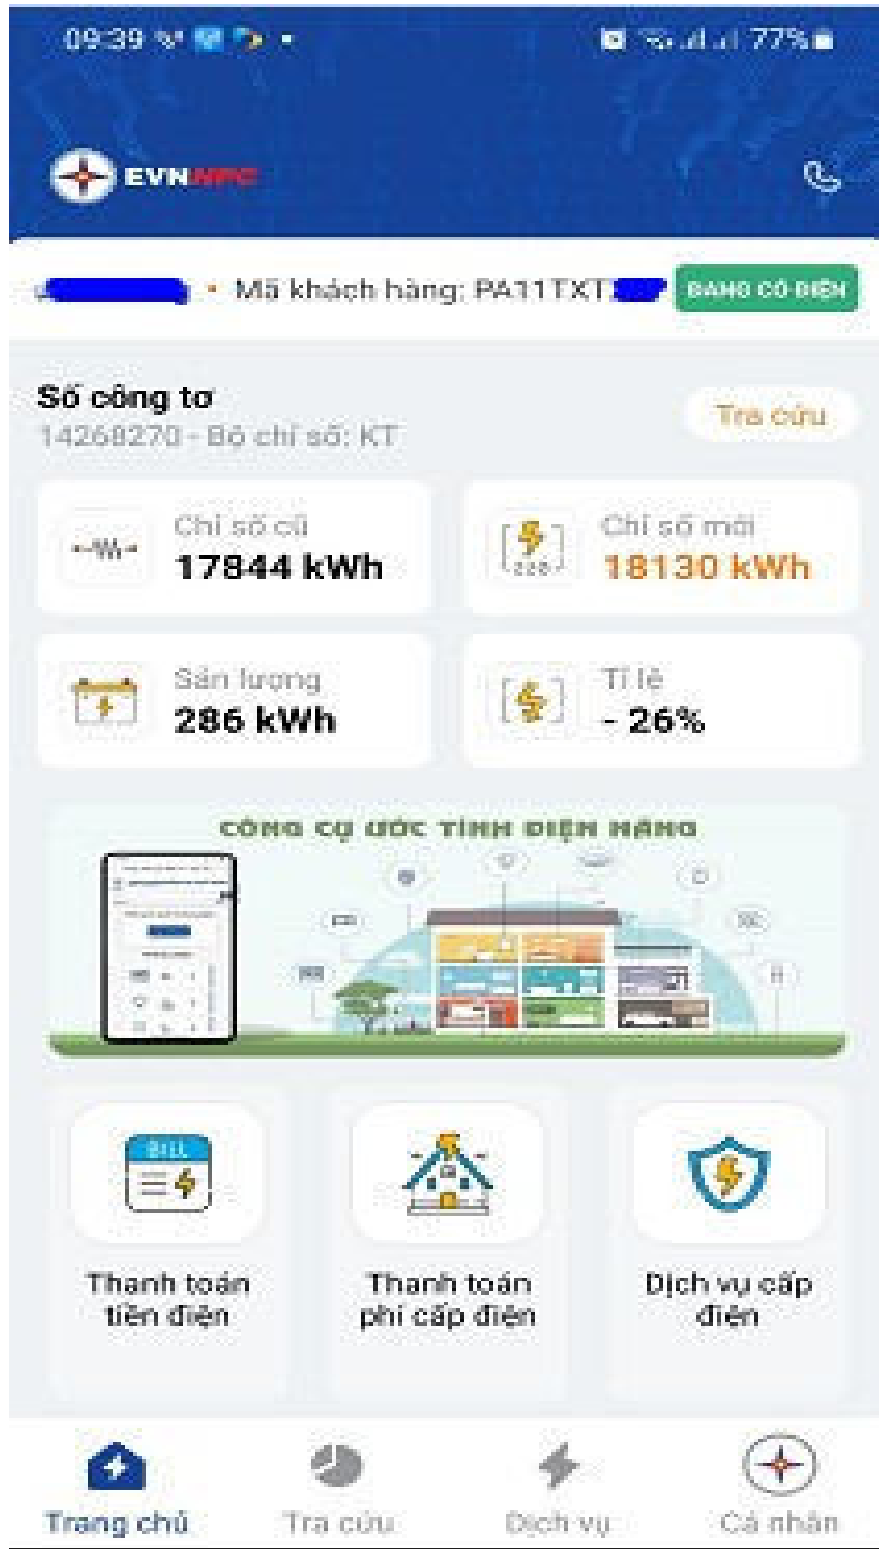 09:39
77%
EVNNPC
Mã khách hàng: PA11TXT
ĐANG CÓ ĐIỆN
Số công tơ
14268270 - Bộ chỉ số: KT
Tra cứu
Chỉ số cũ
17844 kWh
Chỉ số mới
18130 kWh
Sản lượng
286 kWh
Tỉ lệ
- 26%
CÔNG CỤ ƯỚC TÍNH ĐIỆN NĂNG
BILL
Thanh toán
tiền điện
Thanh toán
phí cấp điện
Dịch vụ cấp
điện
Trang chủ
Tra cứu
Dịch vụ
Cá nhân